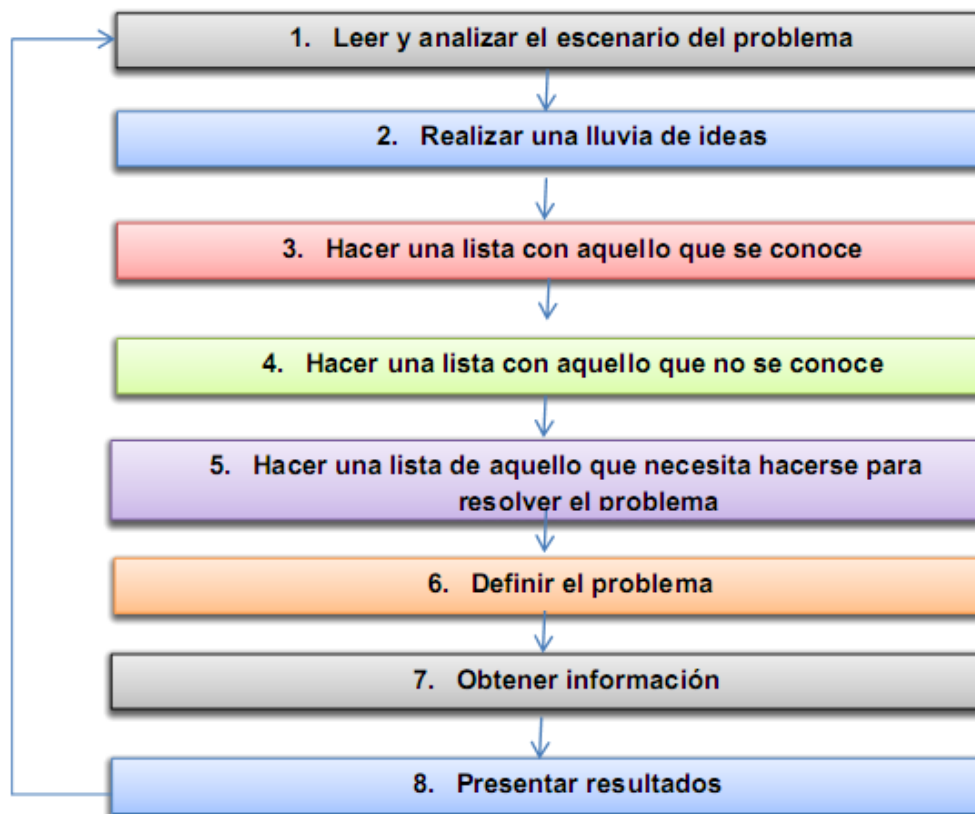 1. Leer y analizar el escenario del problema
2. Realizar una lluvia de ideas
3. Hacer una lista con aquello que se conoce
4. Hacer una lista con aquello que no se conoce
5. Hacer una lista de aquello que necesita hacerse para
resolver el problema
6. Definir el problema
7. Obtener información
8. Presentar resultados